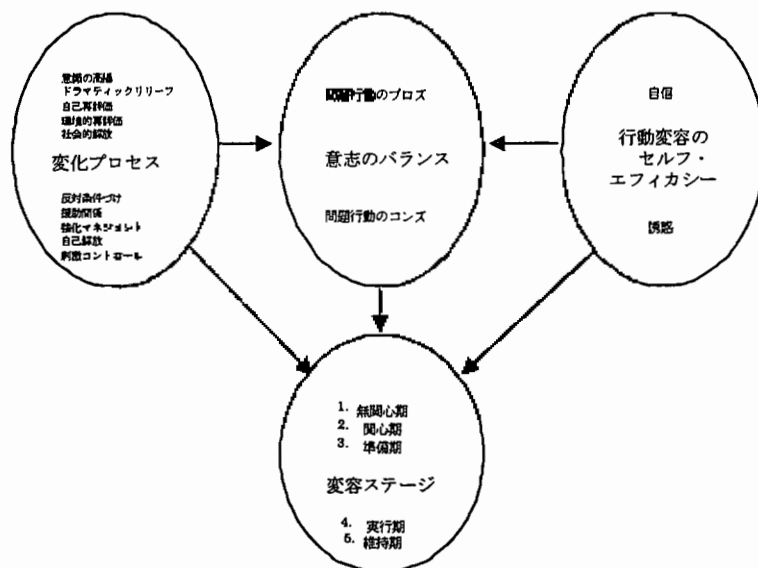 意識の高揚
ドラマティックリリーフ
自己再評価
環境的再評価
社会的解放
変化プロセス
反対条件づけ
援助関係
強化マネジメント
自己解放
刺激コントロール
問題行動のプロズ
意志のバランス
問題行動のコンズ
自信
行動変容の
セルフ・
エフィカシー
誘惑
1. 無関心期
2. 関心期
3. 準備期
変容ステージ
4. 実行期
5. 維持期